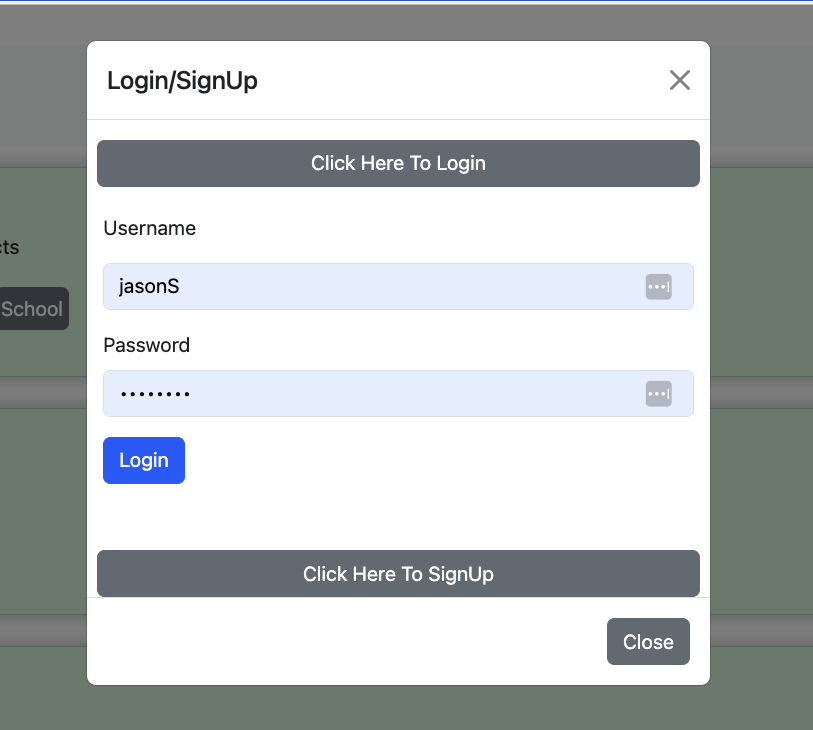 Login/SignUp
Click Here To Login
Username
cts
jasonS
School
Password
••••••••
Login
Click Here To SignUp
Close